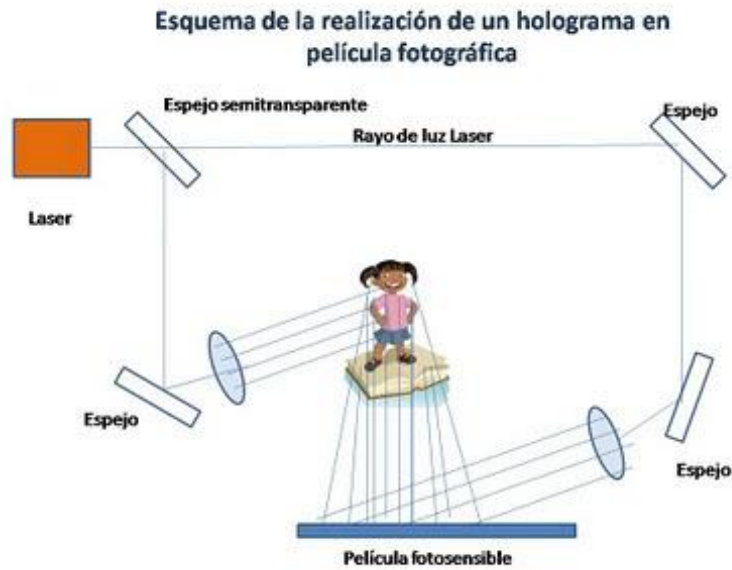 Esquema de la realización de un holograma en
película fotográfica
Espejo semitransparente
Espejo
Rayo de luz Laser
Laser
Espejo
Espejo
Película fotosensible